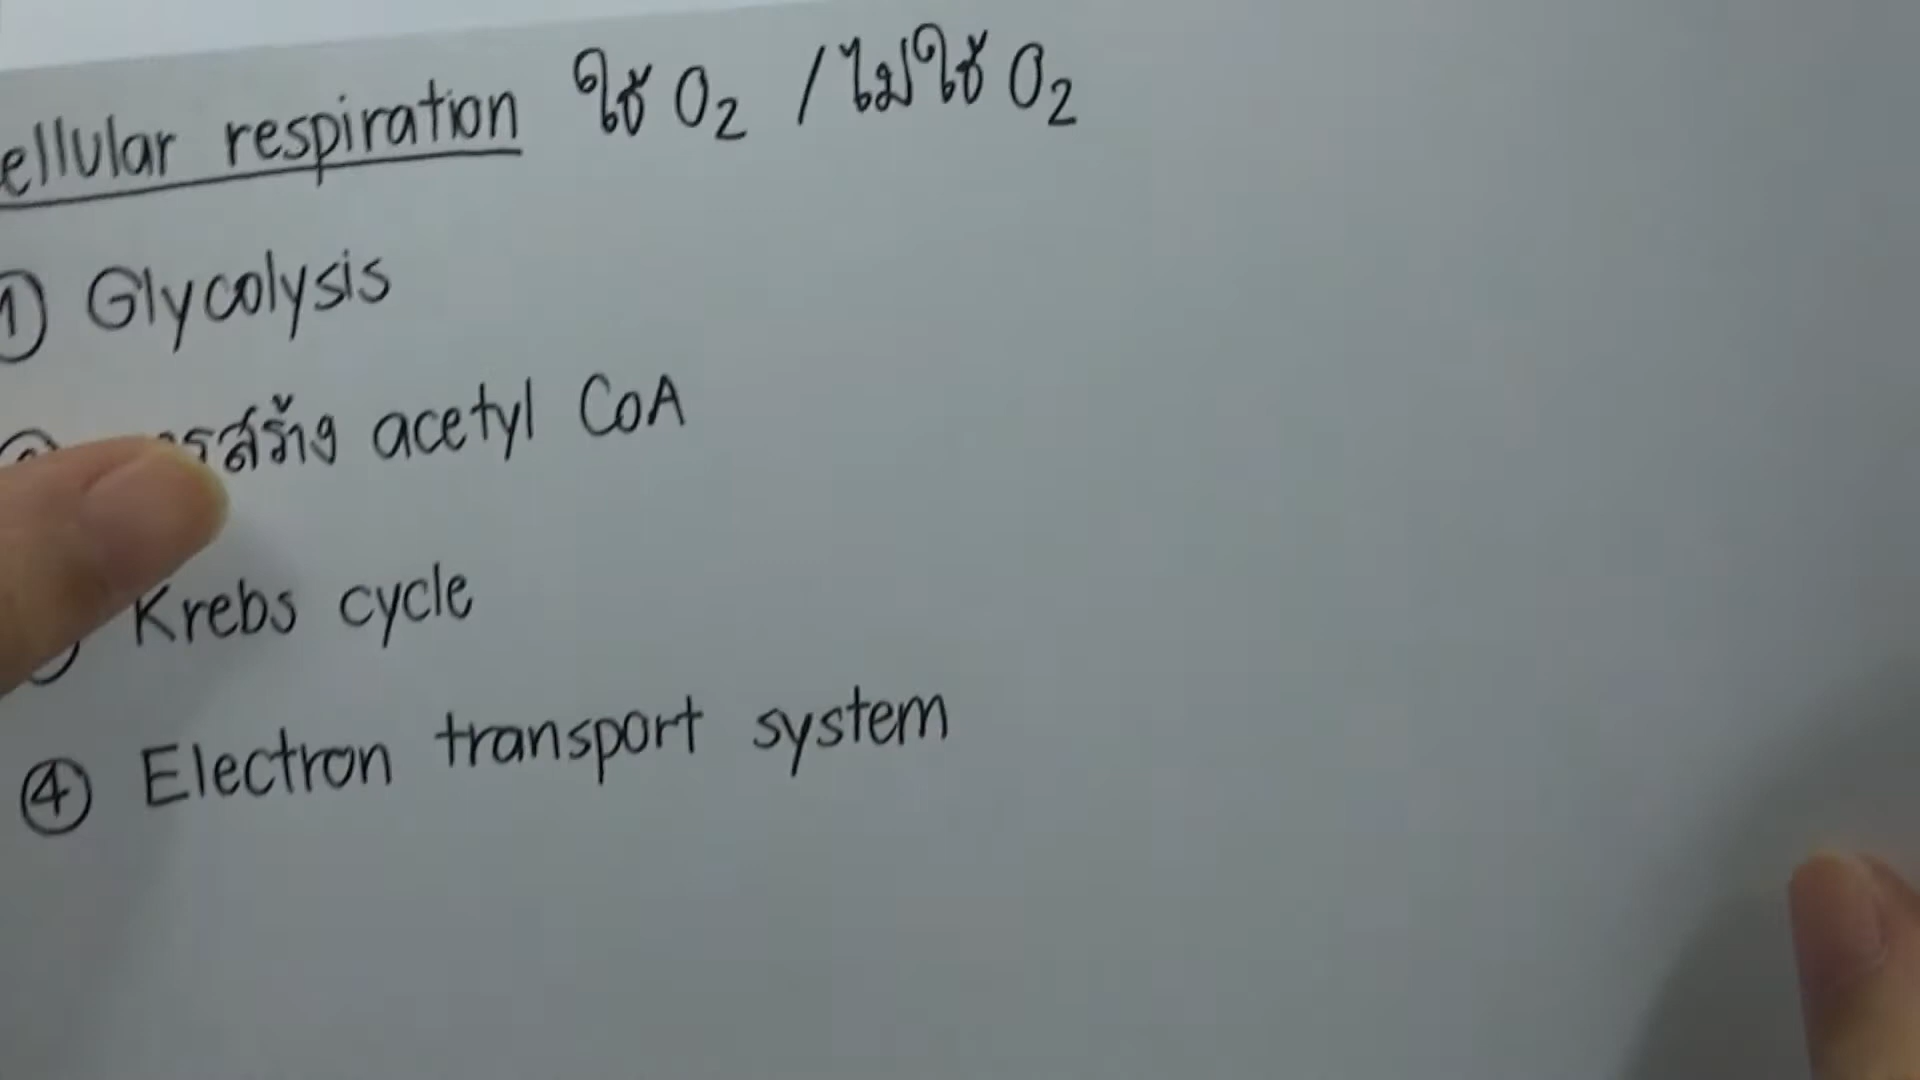 ellular respiration ใช้ O₂ / ไม่ใช้ O₂
① Glycolysis
สร้าง acetyl CoA
Krebs cycle
④ Electron transport system